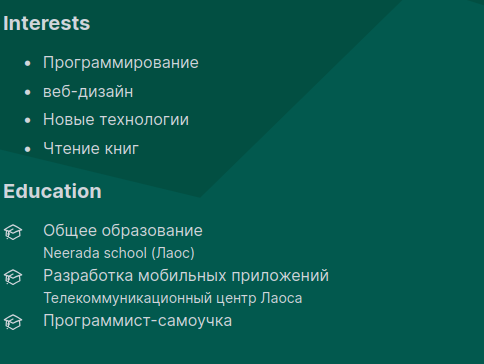 Interests
Программирование
веб-дизайн
Новые технологии
Чтение книг
Education
Общее образование
Neerada school (Лаос)
Разработка мобильных приложений
Телекоммуникационный центр Лаоса
Программист-самоучка